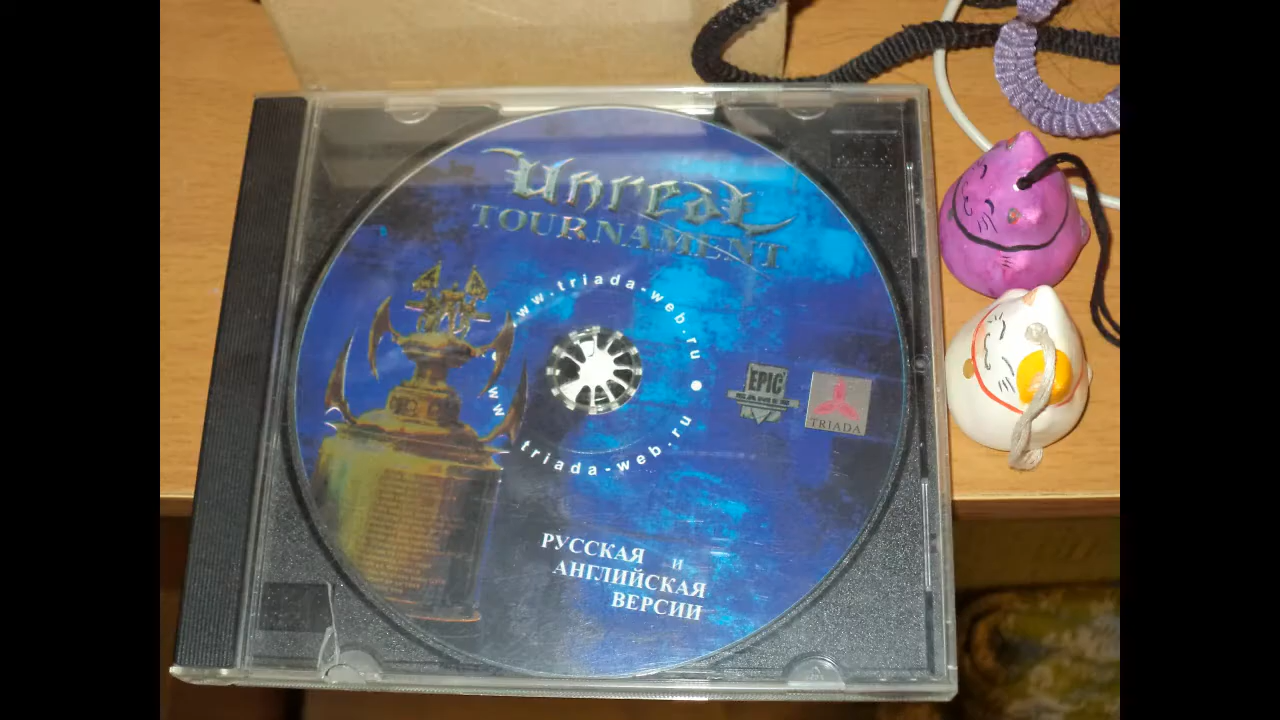 Unreal
TOURNAMENT
www.triada-web.ru
www.triada-web.ru
EPIC
GAMES
TRIADA
РУССКАЯ и
АНГЛИЙСКАЯ
ВЕРСИИ